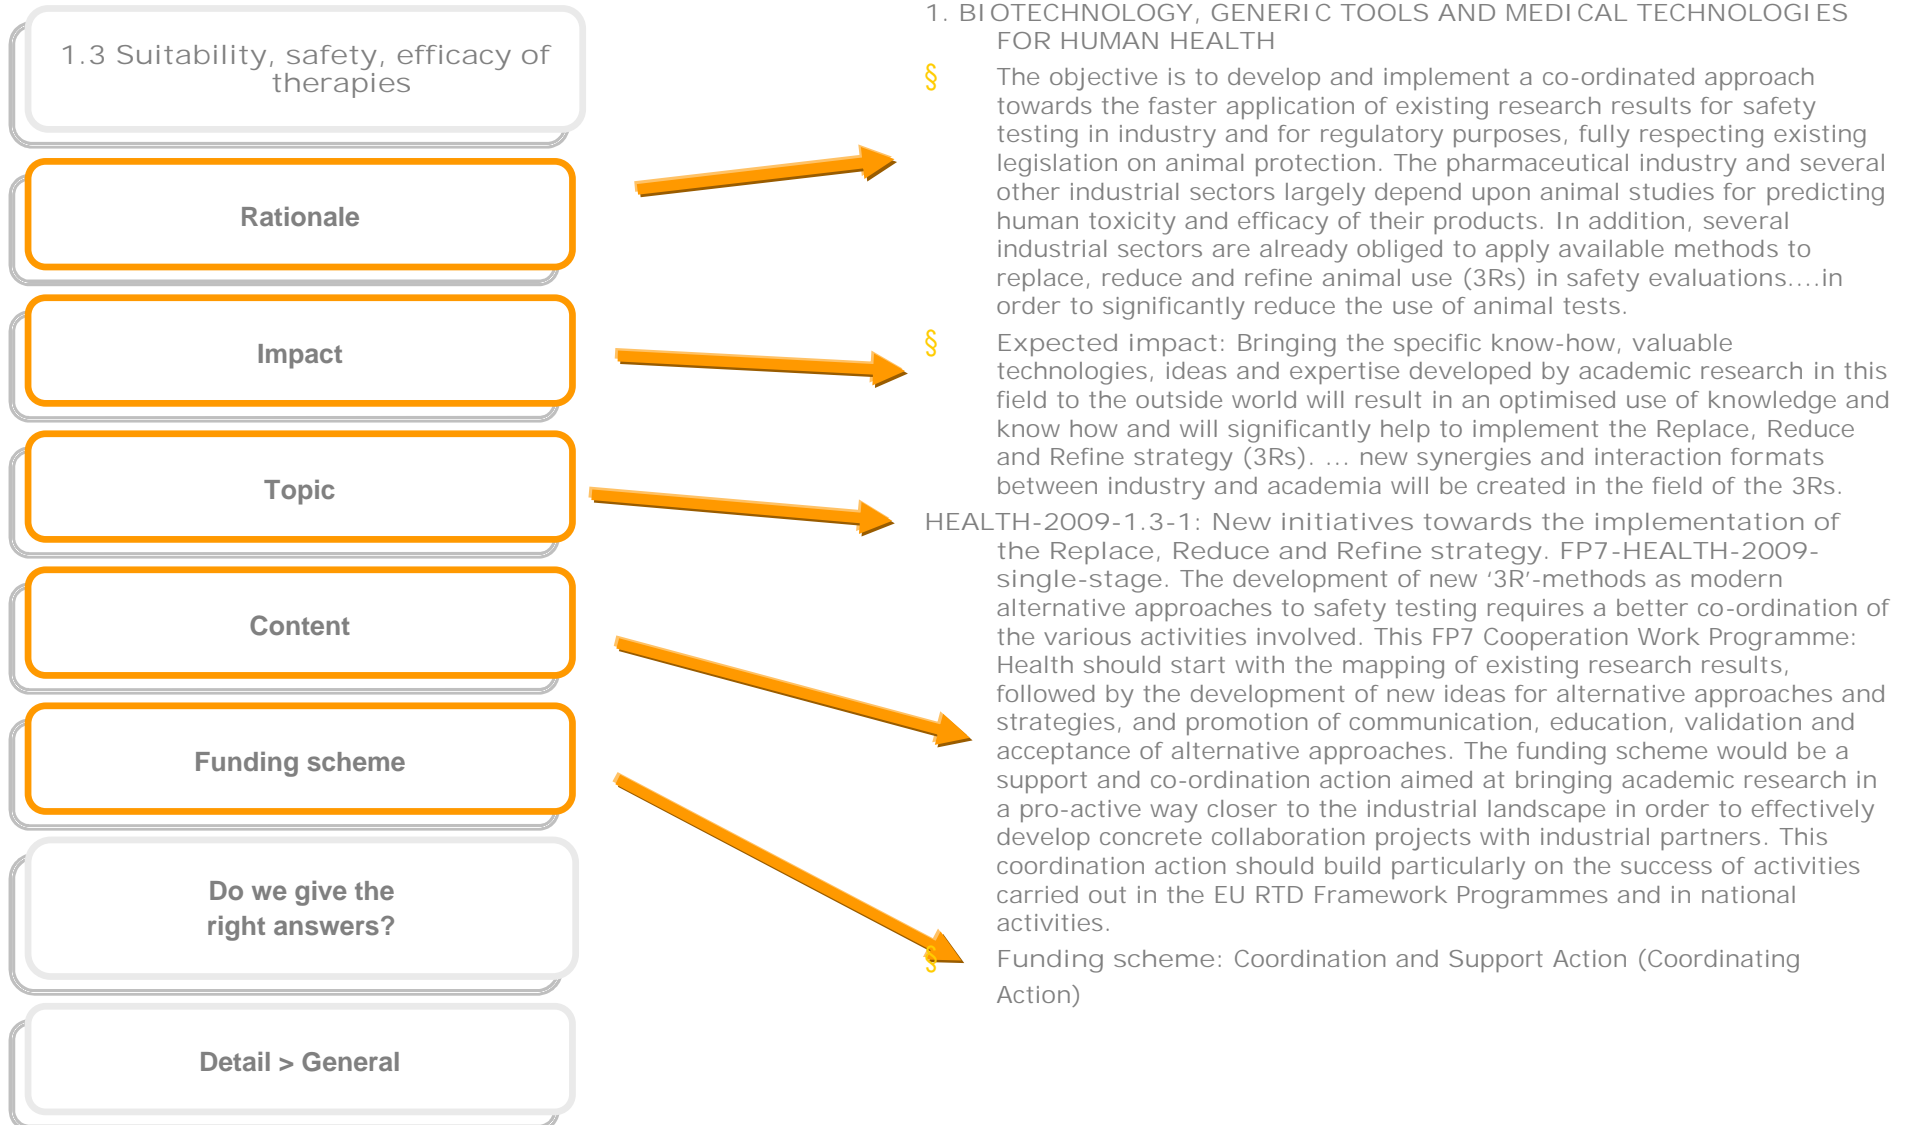 1.3 Suitability, safety, efficacy of
therapies
Rationale
Impact
Topic
Content
Funding scheme
Do we give the
right answers?
Detail > General
1. BIOTECHNOLOGY, GENERIC TOOLS AND MEDICAL TECHNOLOGIES
FOR HUMAN HEALTH
§ The objective is to develop and implement a co-ordinated approach
towards the faster application of existing research results for safety
testing in industry and for regulatory purposes, fully respecting existing
legislation on animal protection. The pharmaceutical industry and several
other industrial sectors largely depend upon animal studies for predicting
human toxicity and efficacy of their products. In addition, several
industrial sectors are already obliged to apply available methods to
replace, reduce and refine animal use (3Rs) in safety evaluations....in
order to significantly reduce the use of animal tests.
§ Expected impact: Bringing the specific know-how, valuable
technologies, ideas and expertise developed by academic research in this
field to the outside world will result in an optimised use of knowledge and
know how and will significantly help to implement the Replace, Reduce
and Refine strategy (3Rs). ... new synergies and interaction formats
between industry and academia will be created in the field of the 3Rs.
HEALTH-2009-1.3-1: New initiatives towards the implementation of
the Replace, Reduce and Refine strategy. FP7-HEALTH-2009-
single-stage. The development of new ‘3R’-methods as modern
alternative approaches to safety testing requires a better co-ordination of
the various activities involved. This FP7 Cooperation Work Programme:
Health should start with the mapping of existing research results,
followed by the development of new ideas for alternative approaches and
strategies, and promotion of communication, education, validation and
acceptance of alternative approaches. The funding scheme would be a
support and co-ordination action aimed at bringing academic research in
a pro-active way closer to the industrial landscape in order to effectively
develop concrete collaboration projects with industrial partners. This
coordination action should build particularly on the success of activities
carried out in the EU RTD Framework Programmes and in national
activities.
§ Funding scheme: Coordination and Support Action (Coordinating
Action)